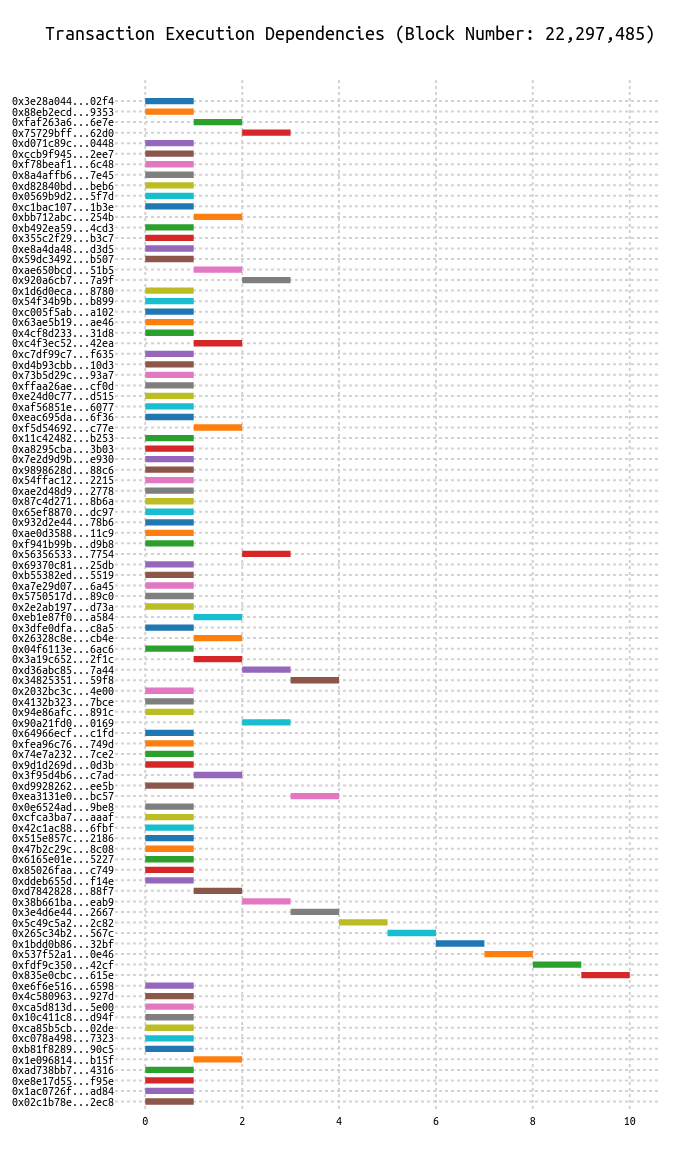 Transaction Execution Dependencies (Block Number: 22,297,485)
0x3e28a044...02f4
0x88eb2ecd...9353
0xfaf263a6...6e7e
0x75729bff...62d0
0xd071c89c...0448
0xccb9f945...2ee7
0xf78beaf1...6c48
0x8a4affb6...7e45
0xd82840bd...beb6
0x0569b9d2...5f7d
0xc1bac107...1b3e
0xbb712abc...254b
0xb492ea59...4cd3
0x355c2f29...b3c7
0xe8a4da48...d3d5
0x59dc3492...b507
0xae650bcd...51b5
0x920a6cb7...7a9f
0x1d6d0eca...8780
0x54f34b9b...b899
0xc005f5ab...a102
0x63ae5b19...ae46
0x4cf8d233...31d8
0xc4f3ec52...42ea
0xc7df99c7...f635
0xd4b93cbb...10d3
0x73b5d29c...93a7
0xffaa26ae...cf0d
0xe24d0c77...d515
0xaf56851e...6077
0xeac695da...6f36
0xf5d54692...c77e
0x11c42482...b253
0xa8295cba...3b03
0x7e2d9d9b...e930
0x9898628d...88c6
0x54ffac12...2215
0xae2d48d9...2778
0x87c4d271...8b6a
0x65ef8870...dc97
0x932d2e44...78b6
0xae0d3588...11c9
0xf941b99b...d9b8
0x56356533...7754
0x69370c81...25db
0xb55382ed...5519
0xa7e29d07...6a45
0x5750517d...89c0
0x2e2ab197...d73a
0xeb1e87f0...a584
0x3dfe0dfa...c8a5
0x26328c8e...cb4e
0x04f6113e...6ac6
0x3a19c652...2f1c
0xd36abc85...7a44
0x34825351...59f8
0x2032bc3c...4e00
0x4132b323...7bce
0x94e86afc...891c
0x90a21fd0...0169
0x64966ecf...c1fd
0xfea96c76...749d
0x74e7a232...7ce2
0x9d1d269d...0d3b
0x3f95d4b6...c7ad
0xd9928262...ee5b
0xea3131e0...bc57
0x0e6524ad...9be8
0xcfca3ba7...aaaf
0x42c1ac88...6fbf
0x515e857c...2186
0x47b2c29c...8c08
0x6165e01e...5227
0x85026faa...c749
0xddeb655d...f14e
0xd7842828...88f7
0x38b661ba...eab9
0x3e4d6e44...2667
0x5c49c5a2...2c82
0x265c34b2...567c
0x1bdd0b86...32bf
0x537f52a1...0e46
0xfdf9c350...42cf
0x835e0cbc...615e
0xe6f6e516...6598
0x4c580963...927d
0xca5d813d...5e00
0x10c411c8...d94f
0xca85b5cb...02de
0xc078a498...7323
0xb81f8289...90c5
0x1e096814...b15f
0xad738bb7...4316
0xe8e17d55...f95e
0x1ac0726f...ad84
0x02c1b78e...2ec8
0 2 4 6 8 10